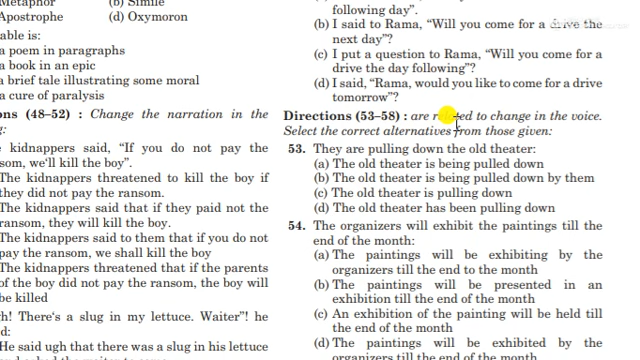 Metaphor (b) Simile
Apostrophe (d) Oxymoron
able is:
a poem in paragraphs
a book in an epic
a brief tale illustrating some moral
a cure of paralysis
ons (48–52) : Change the narration in the
g:
e kidnappers said, “If you do not pay the
som, we'll kill the boy”.
The kidnappers threatened to kill the boy if
they did not pay the ransom.
The kidnappers said that if they paid not the
ransom, they will kill the boy.
The kidnappers said to them that if you do not
pay the ransom, we shall kill the boy
The kidnappers threatened that if the parents
of the boy did not pay the ransom, the boy will
be killed
gh! There's a slug in my lettuce. Waiter”! he
d:
He said ugh that there was a slug in his lettuce
following day”.
(b) I said to Rama, “Will you come for a drive the
next day”?
(c) I put a question to Rama, “Will you come for a
drive the day following”?
(d) I said, “Rama, would you like to come for a drive
tomorrow”?
Directions (53–58) : are related to change in the voice.
Select the correct alternatives from those given:
53. They are pulling down the old theater:
(a) The old theater is being pulled down
(b) The old theater is being pulled down by them
(c) The old theater is pulling down
(d) The old theater has been pulling down
54. The organizers will exhibit the paintings till the
end of the month:
(a) The paintings will be exhibiting by the
organizers till the end to the month
(b) The paintings will be presented in an
exhibition till the end of the month
(c) An exhibition of the painting will be held till
the end of the month
(d) The paintings will be exhibited by the
organizers till the end of the month